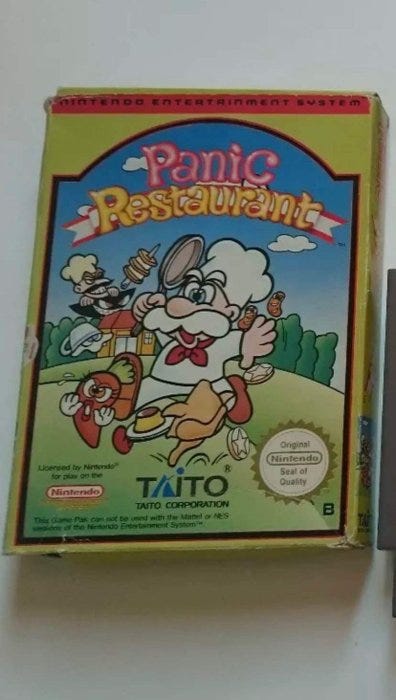 NINTENDO ENTERTAINMENT SYSTEM
Panic
Restaurant
TM
Licensed by Nintendo®
for play on the
Nintendo
TAITO®
TAITO CORPORATION
This Game Pak can not be used with the Mattel or NES
versions of the Nintendo Entertainment System™
Original
Nintendo
Seal of
Quality
B